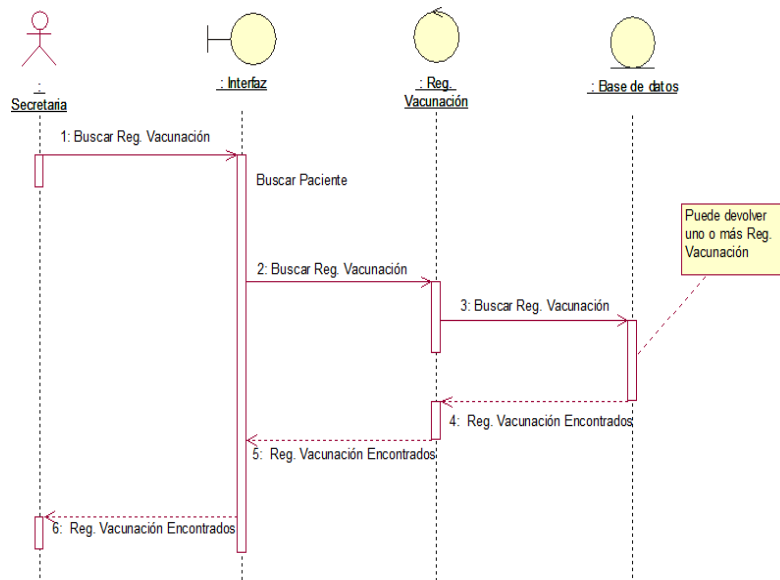 :
Secretaria
: Interfaz
: Reg.
Vacunación
: Base de datos
1: Buscar Reg. Vacunación
Buscar Paciente
Puede devolver
uno o más Reg.
Vacunación
2: Buscar Reg. Vacunación
3: Buscar Reg. Vacunación
4: Reg. Vacunación Encontrados
5: Reg. Vacunación Encontrados
6: Reg. Vacunación Encontrados